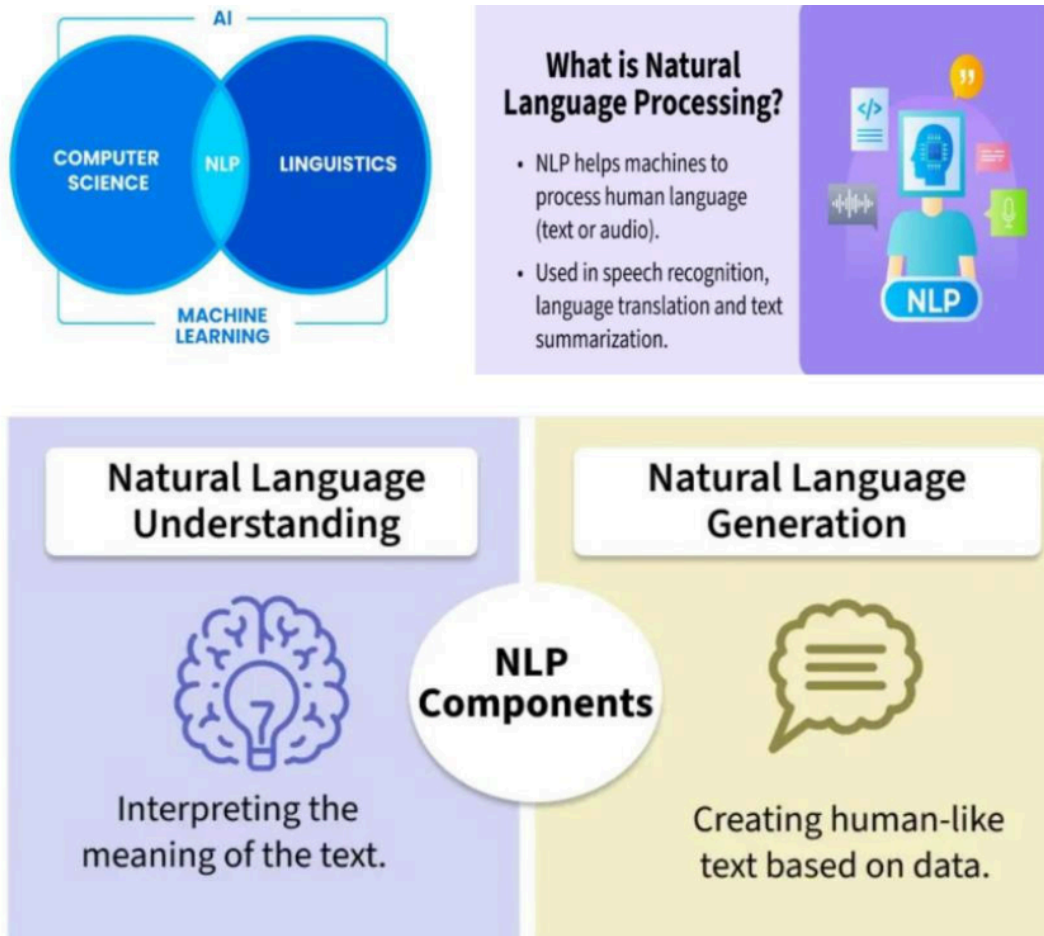 AI
COMPUTER
SCIENCE
NLP
LINGUISTICS
MACHINE
LEARNING
What is Natural
Language Processing?
• NLP helps machines to
process human language
(text or audio).
• Used in speech recognition,
language translation and text
summarization.
</>
NLP
Natural Language
Understanding
Interpreting the
meaning of the text.
NLP
Components
Natural Language
Generation
Creating human-like
text based on data.